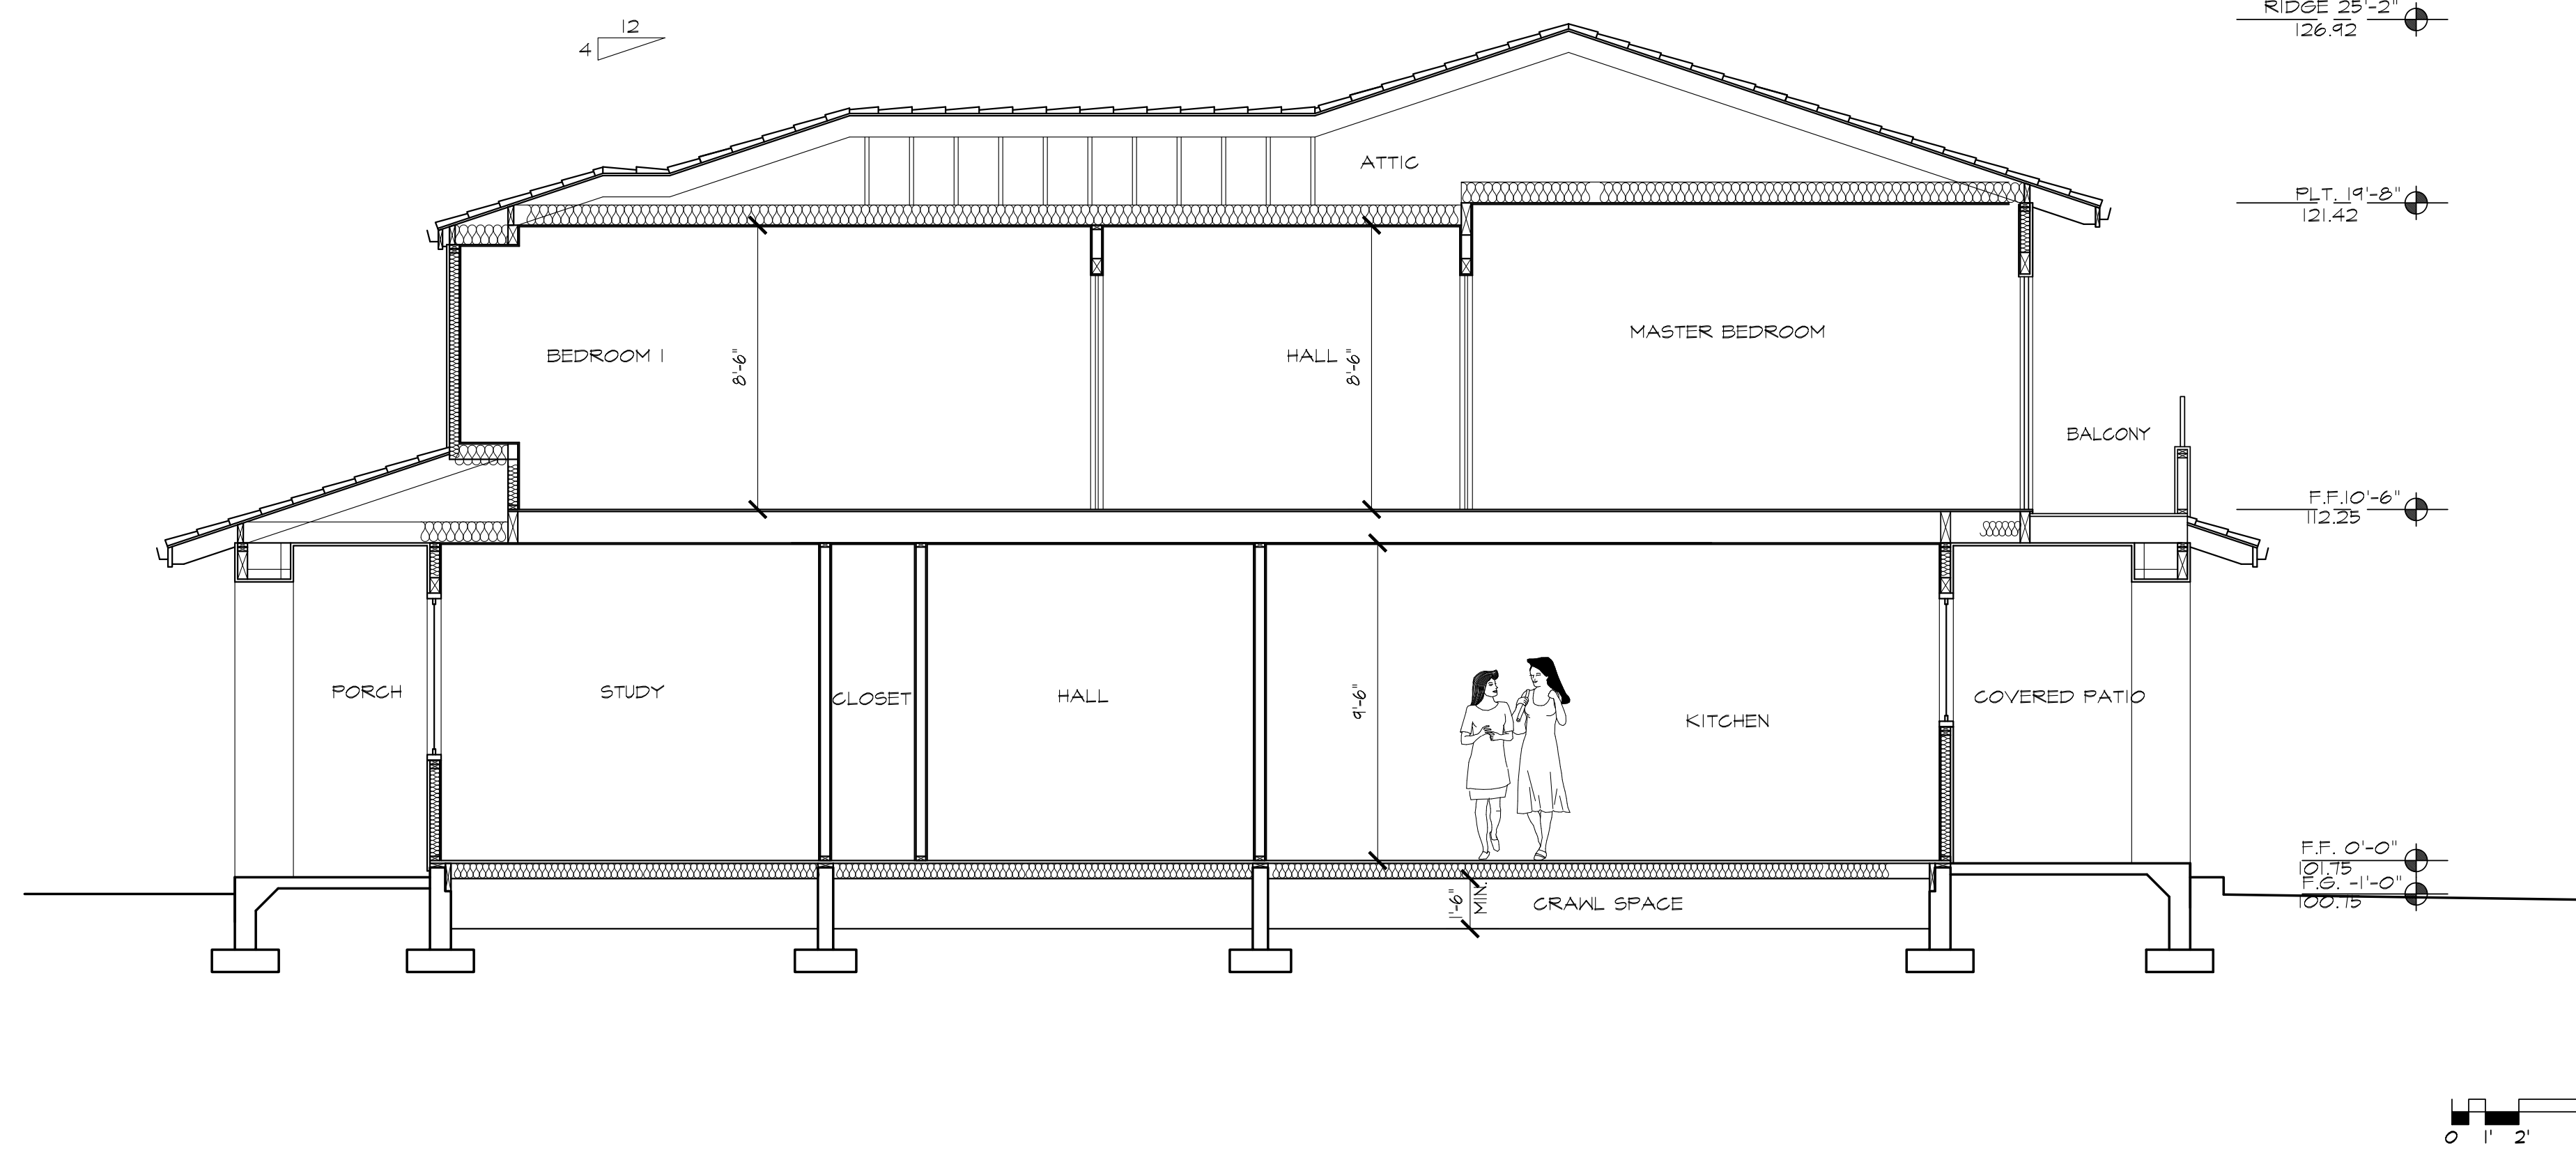 RIDGE 25'-2"
126.92
12
4
ATTIC
PLT. 19'-8"
121.42
MASTER BEDROOM
BEDROOM 1
8'-6"
HALL
8'-6"
BALCONY
F.F.10'-6"
112.25
PORCH
STUDY
CLOSET
HALL
9'-6"
KITCHEN
COVERED PATIO
F.F. 0'-0"
101.75
F.G. -1'-0"
100.75
1'-6"
MIN.
CRAWL SPACE
0 1' 2'